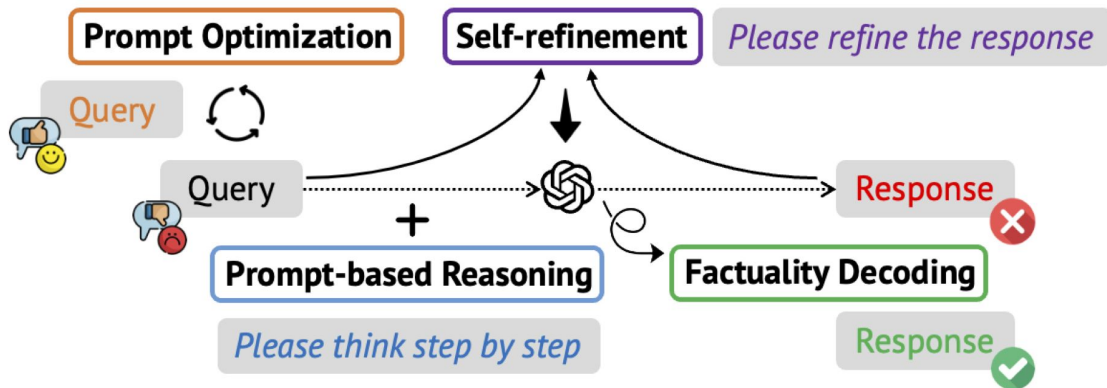 Prompt Optimization
Self-refinement
Please refine the response
Query
Query
Response
Prompt-based Reasoning
Factuality Decoding
Please think step by step
Response